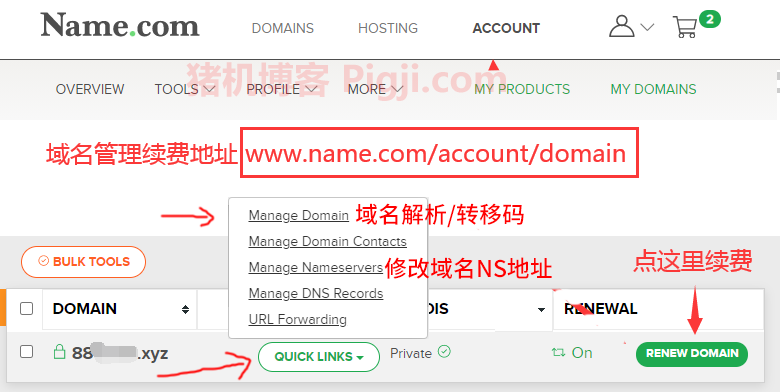 Name.com DOMAINS HOSTING ACCOUNT 2
猪机博客 Pigji.com
OVERVIEW TOOLS PROFILE MORE MY PRODUCTS MY DOMAINS
域名管理续费地址 www.name.com/account/domain
Manage Domain 域名解析/转移码
Manage Domain Contacts
Manage Nameservers 修改域名NS地址
Manage DNS Records
URL Forwarding
BULK TOOLS
点这里续费
DOMAIN OIS RENEWAL
88 .xyz QUICK LINKS Private On RENEW DOMAIN